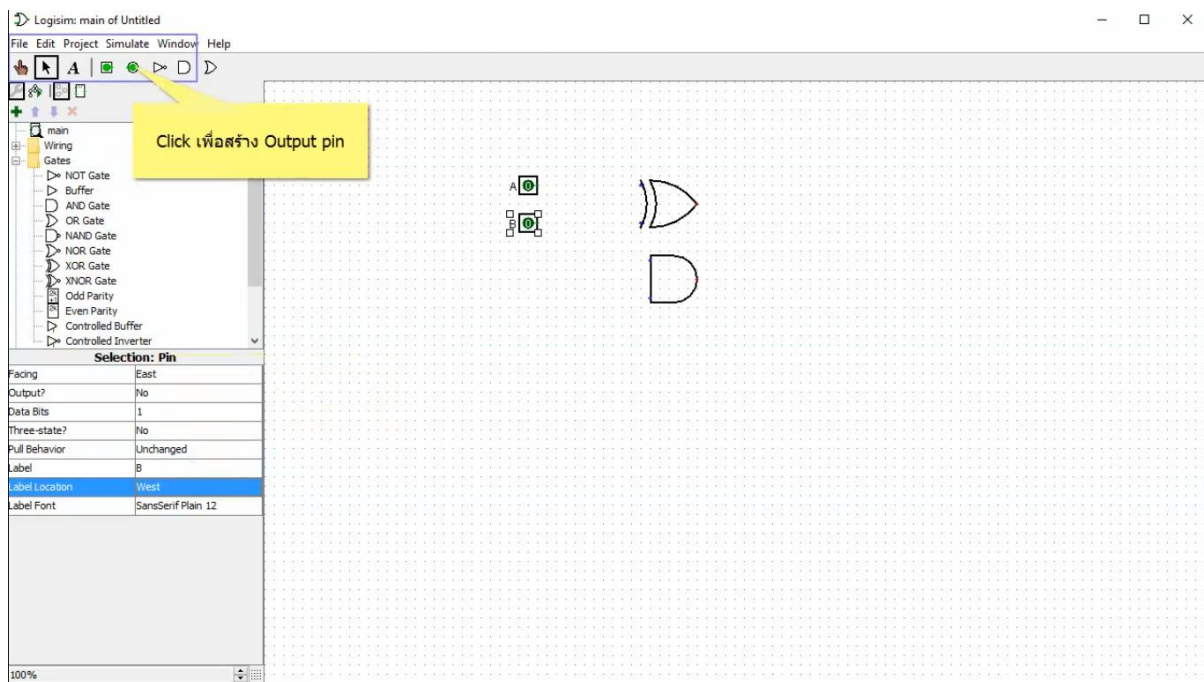 Logisim: main of Untitled
File Edit Project Simulate Window Help
A
main
Wiring
Gates
NOT Gate
Buffer
AND Gate
OR Gate
NAND Gate
NOR Gate
XOR Gate
XNOR Gate
Odd Parity
Even Parity
Controlled Buffer
Controlled Inverter
Click เพื่อสร้าง Output pin
A 0
B 0
Selection: Pin
Facing East
Output? No
Data Bits 1
Three-state? No
Pull Behavior Unchanged
Label B
Label Location West
Label Font SansSerif Plain 12
100%